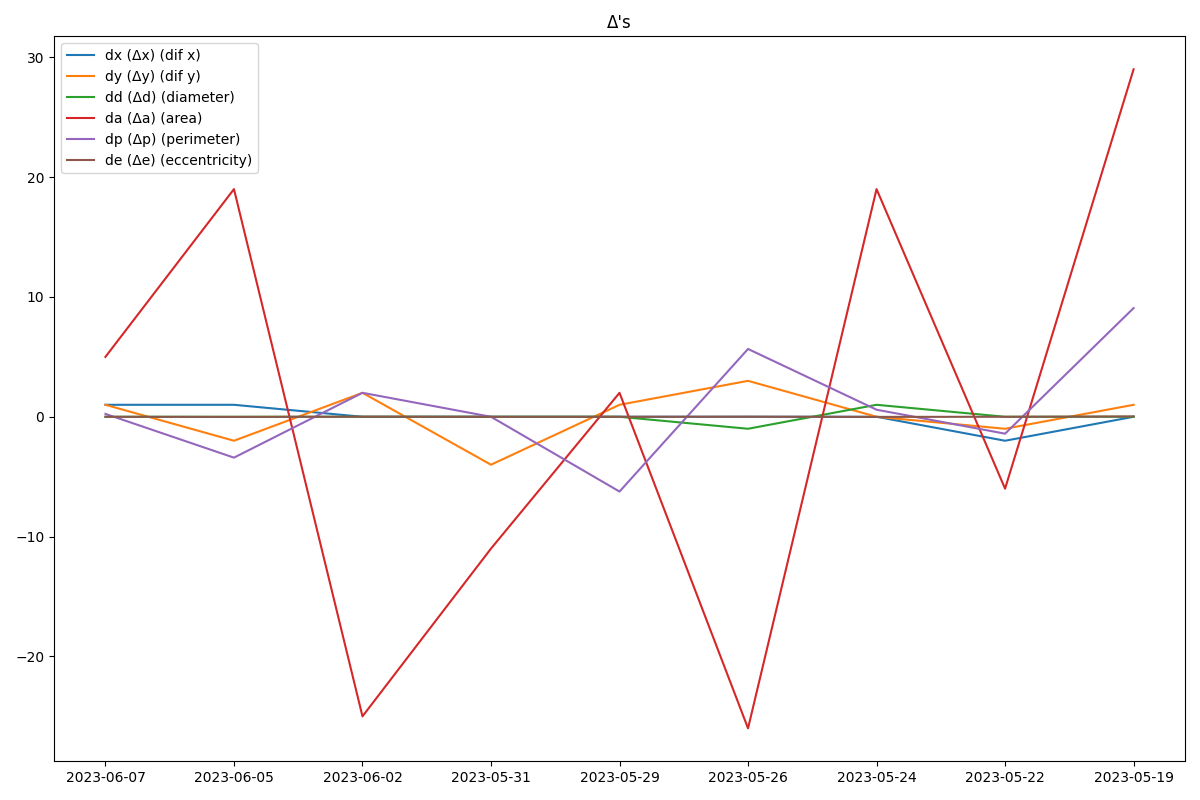 Δ's
dx (Δx) (dif x)
dy (Δy) (dif y)
dd (Δd) (diameter)
da (Δa) (area)
dp (Δp) (perimeter)
de (Δe) (eccentricity)
30
20
10
0
−10
−20
2023-06-07 2023-06-05 2023-06-02 2023-05-31 2023-05-29 2023-05-26 2023-05-24 2023-05-22 2023-05-19